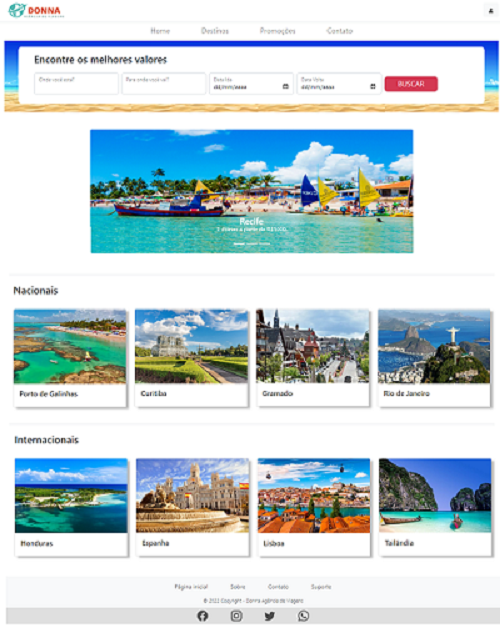 DONNA
Home Destinos Promoções Contato
Encontre os melhores valores
Onde você está? Para onde você vai? Data Ida Data Volta
dd/mm/aaaa dd/mm/aaaa BUSCAR
Recife
Nacionais
Porto de Galinhas Curitiba Gramado Rio de Janeiro
Internacionais
Honduras Espanha Lisboa Tailândia
Página Inicial Sobre Contato Suporte
© 2022 Copyright - Donna Agência de Viagens